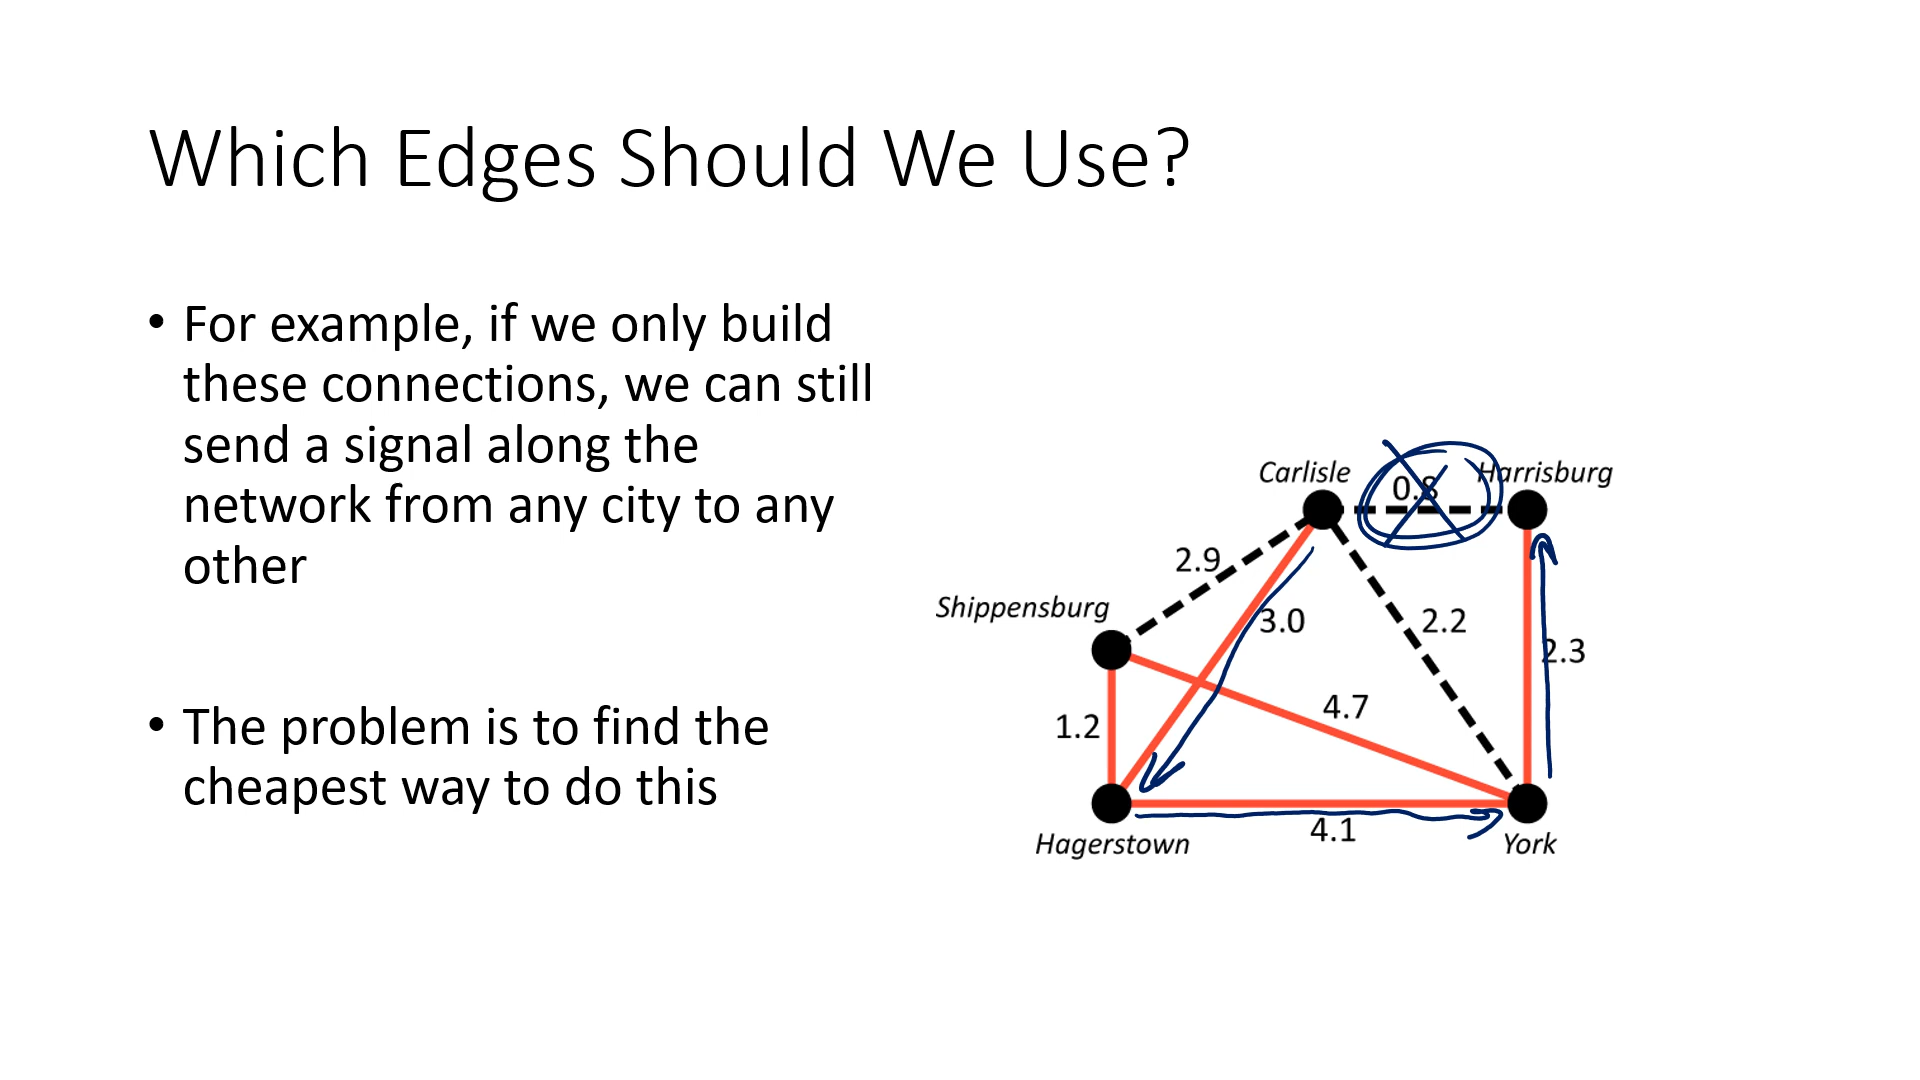 Which Edges Should We Use?
• For example, if we only build
these connections, we can still
send a signal along the
network from any city to any
other
• The problem is to find the
cheapest way to do this
Carlisle
Harrisburg
0.8
2.9
Shippensburg
3.0
2.2
2.3
4.7
1.2
4.1
Hagerstown
York